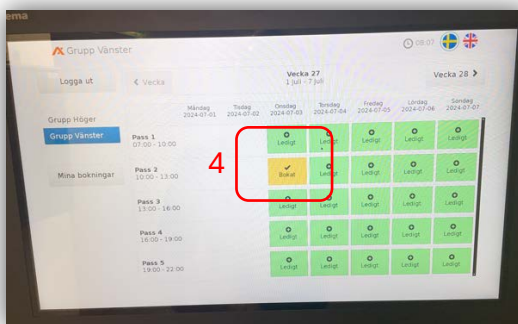 ema
Grupp Vänster
08:07
Logga ut
Vecka
Vecka 27
1 juli - 7 juli
Vecka 28
Måndag
2024-07-01
Tisdag
2024-07-02
Onsdag
2024-07-03
Torsdag
2024-07-04
Fredag
2024-07-05
Lördag
2024-07-06
Söndag
2024-07-07
Grupp Höger
Grupp Vänster
Mina bokningar
Pass 1
07:00 - 10:00
Ledigt
Ledigt
Ledigt
Ledigt
Ledigt
4
Pass 2
10:00 - 13:00
Bokat
Ledigt
Ledigt
Ledigt
Ledigt
Pass 3
13:00 - 16:00
Ledigt
Ledigt
Ledigt
Ledigt
Ledigt
Pass 4
16:00 - 19:00
Ledigt
Ledigt
Ledigt
Ledigt
Ledigt
Pass 5
19:00 - 22:00
Ledigt
Ledigt
Ledigt
Ledigt
Ledigt